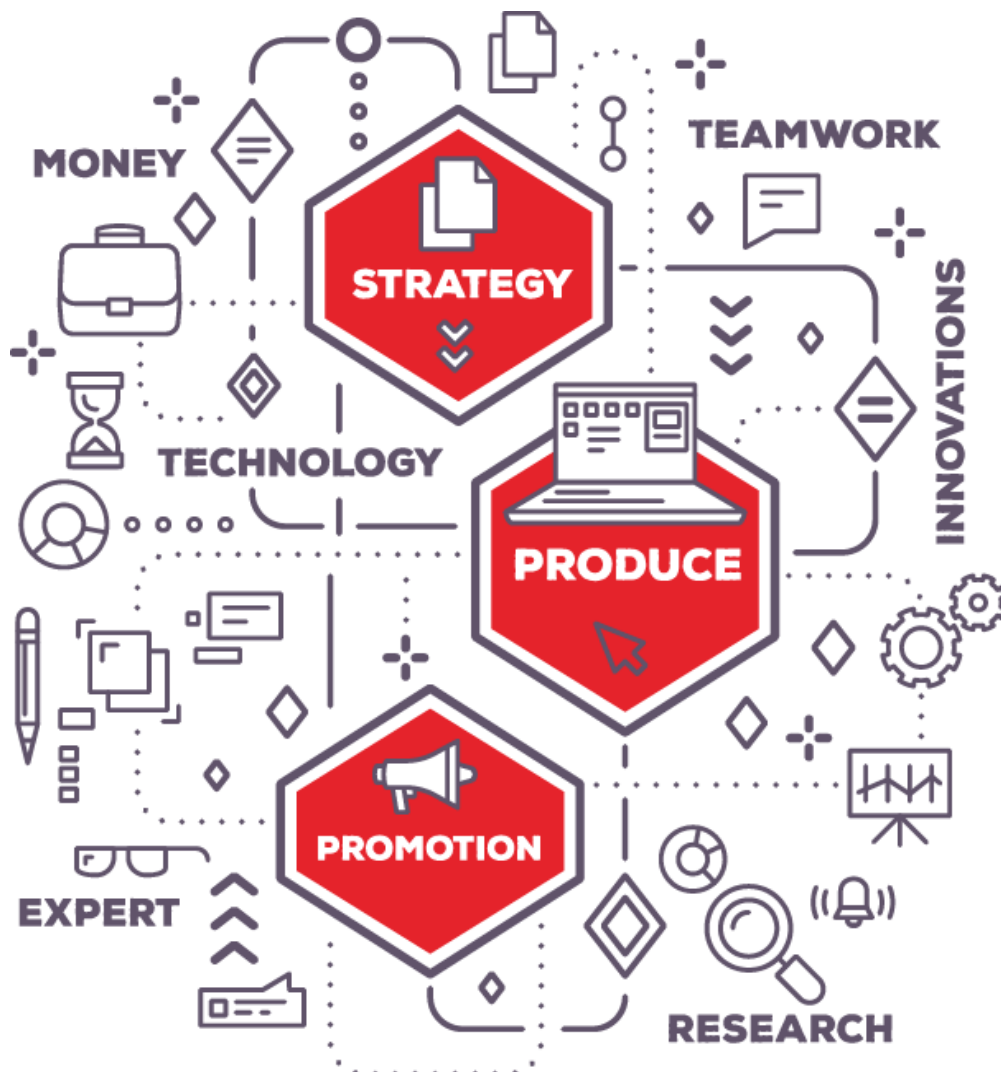 TEAMWORK
MONEY
STRATEGY
INNOVATIONS
TECHNOLOGY
PRODUCE
PROMOTION
EXPERT
RESEARCH